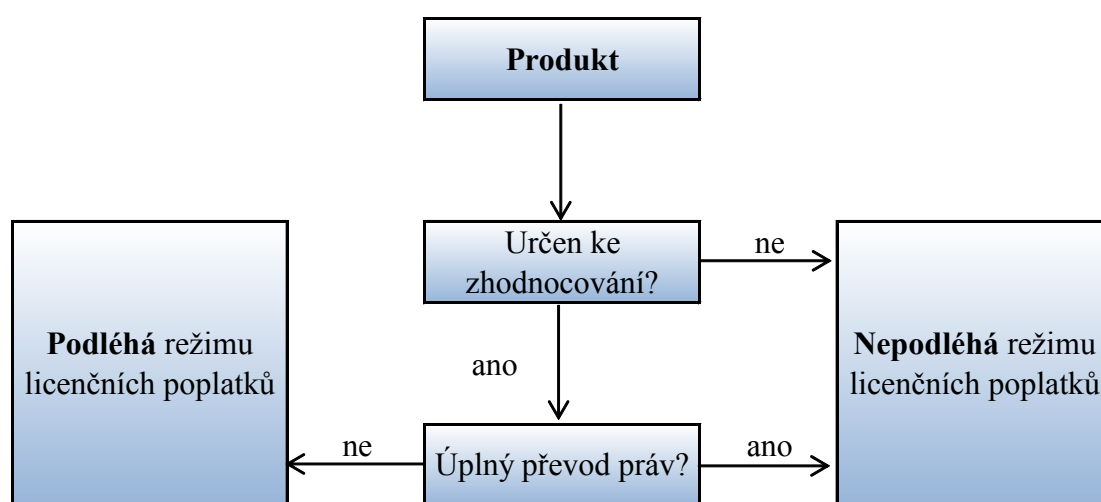 Produkt
Určen ke
zhodnocování?
ne
Podléhá režimu
licenčních poplatků
ano
Nepodléhá režimu
licenčních poplatků
ne
Úplný převod práv?
ano